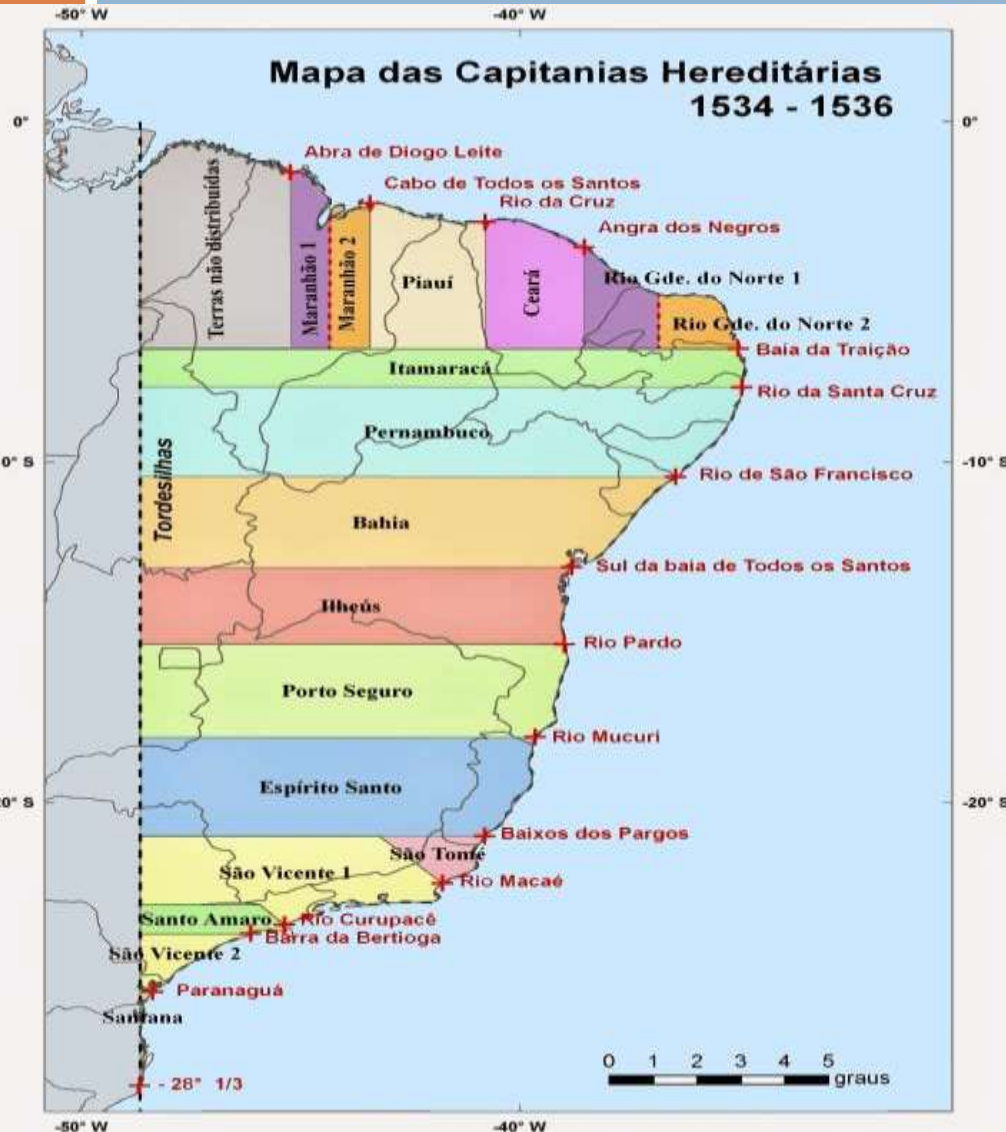 -50° W
-40° W
Mapa das Capitanias Hereditárias
1534 - 1536
0°
0°
Abra de Diogo Leite
Cabo de Todos os Santos
Rio da Cruz
Angra dos Negros
Terras não distribuídas
Maranhão 1
Maranhão 2
Piauí
Ceará
Rio Gde. do Norte 1
Rio Gde. do Norte 2
Baía da Traição
Itamaracá
Rio da Santa Cruz
Pernambuco
Tordesilhas
0° S
-10° S
Rio de São Francisco
Bahia
Sul da baia de Todos os Santos
Ilheús
Rio Pardo
Porto Seguro
Rio Mucuri
Espírito Santo
20° S
-20° S
Baixos dos Pargos
São Tomé
São Vicente 1
Rio Macaé
Santo Amaro
Rio Curupacê
Barra da Bertioga
São Vicente 2
Paranaguá
Santana
- 28° 1/3
0 1 2 3 4 5
graus
-50° W
-40° W